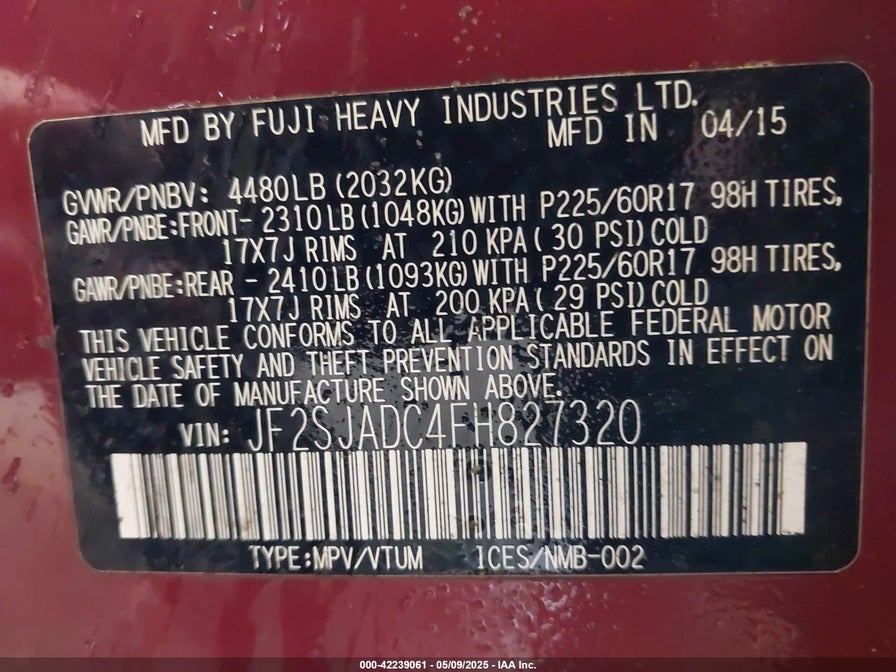 MFD BY FUJI HEAVY INDUSTRIES LTD.
MFD IN 04/15
GVWR/PNBV: 4480LB (2032KG)
GAWR/PNBE:FRONT- 2310LB(1048KG)WITH P225/60R17 98H TIRES,
17X7J RIMS AT 210 KPA( 30 PSI)COLD
GAWR/PNBE:REAR - 2410LB(1093KG)WITH P225/60R17 98H TIRES,
17X7J RIMS AT 200 KPA( 29 PSI)COLD
THIS VEHICLE CONFORMS TO ALL APPLICABLE FEDERAL MOTOR
VEHICLE SAFETY AND THEFT PREVENTION STANDARDS IN EFFECT ON
THE DATE OF MANUFACTURE SHOWN ABOVE.
VIN: JF2SJADC4FH827320
TYPE:MPV/VTUM ICES/NMB-002
000-42239061 - 05/09/2025 - IAA Inc.